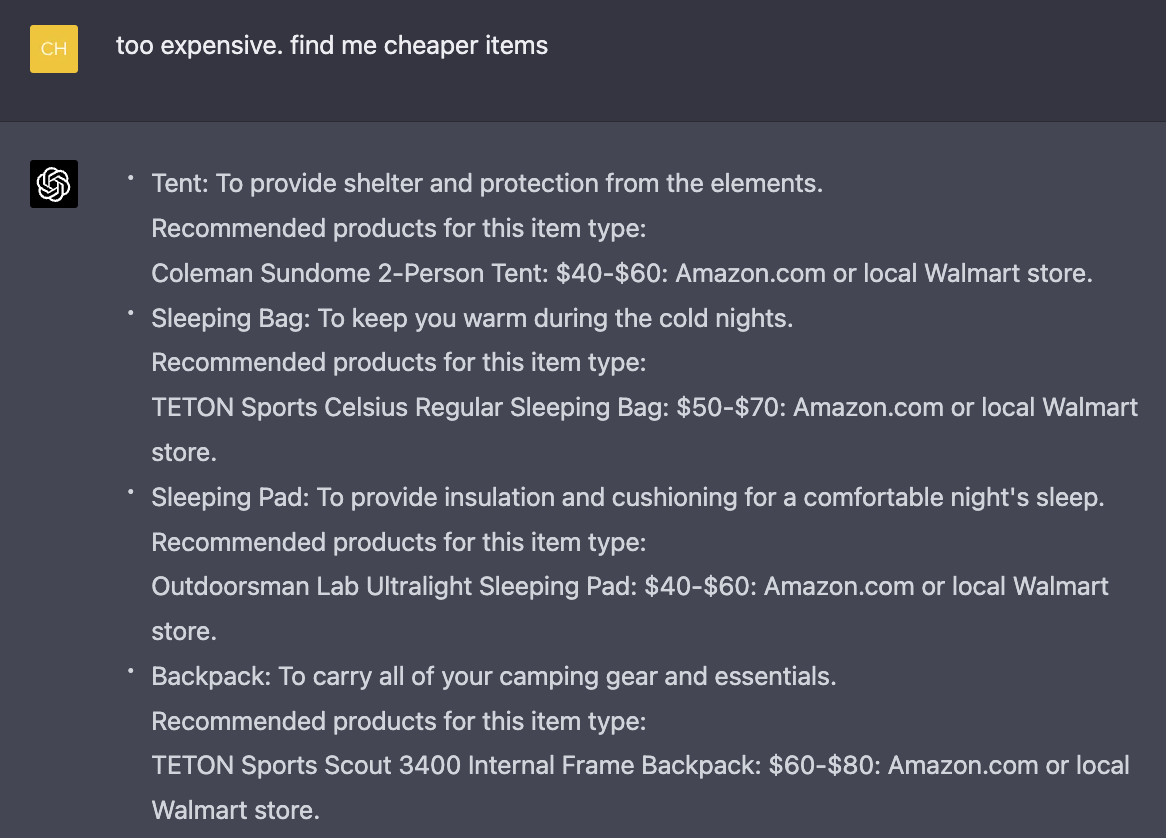 CH
too expensive. find me cheaper items
• Tent: To provide shelter and protection from the elements.
Recommended products for this item type:
Coleman Sundome 2-Person Tent: $40-$60: Amazon.com or local Walmart store.
• Sleeping Bag: To keep you warm during the cold nights.
Recommended products for this item type:
TETON Sports Celsius Regular Sleeping Bag: $50-$70: Amazon.com or local Walmart
store.
• Sleeping Pad: To provide insulation and cushioning for a comfortable night's sleep.
Recommended products for this item type:
Outdoorsman Lab Ultralight Sleeping Pad: $40-$60: Amazon.com or local Walmart
store.
• Backpack: To carry all of your camping gear and essentials.
Recommended products for this item type:
TETON Sports Scout 3400 Internal Frame Backpack: $60-$80: Amazon.com or local
Walmart store.